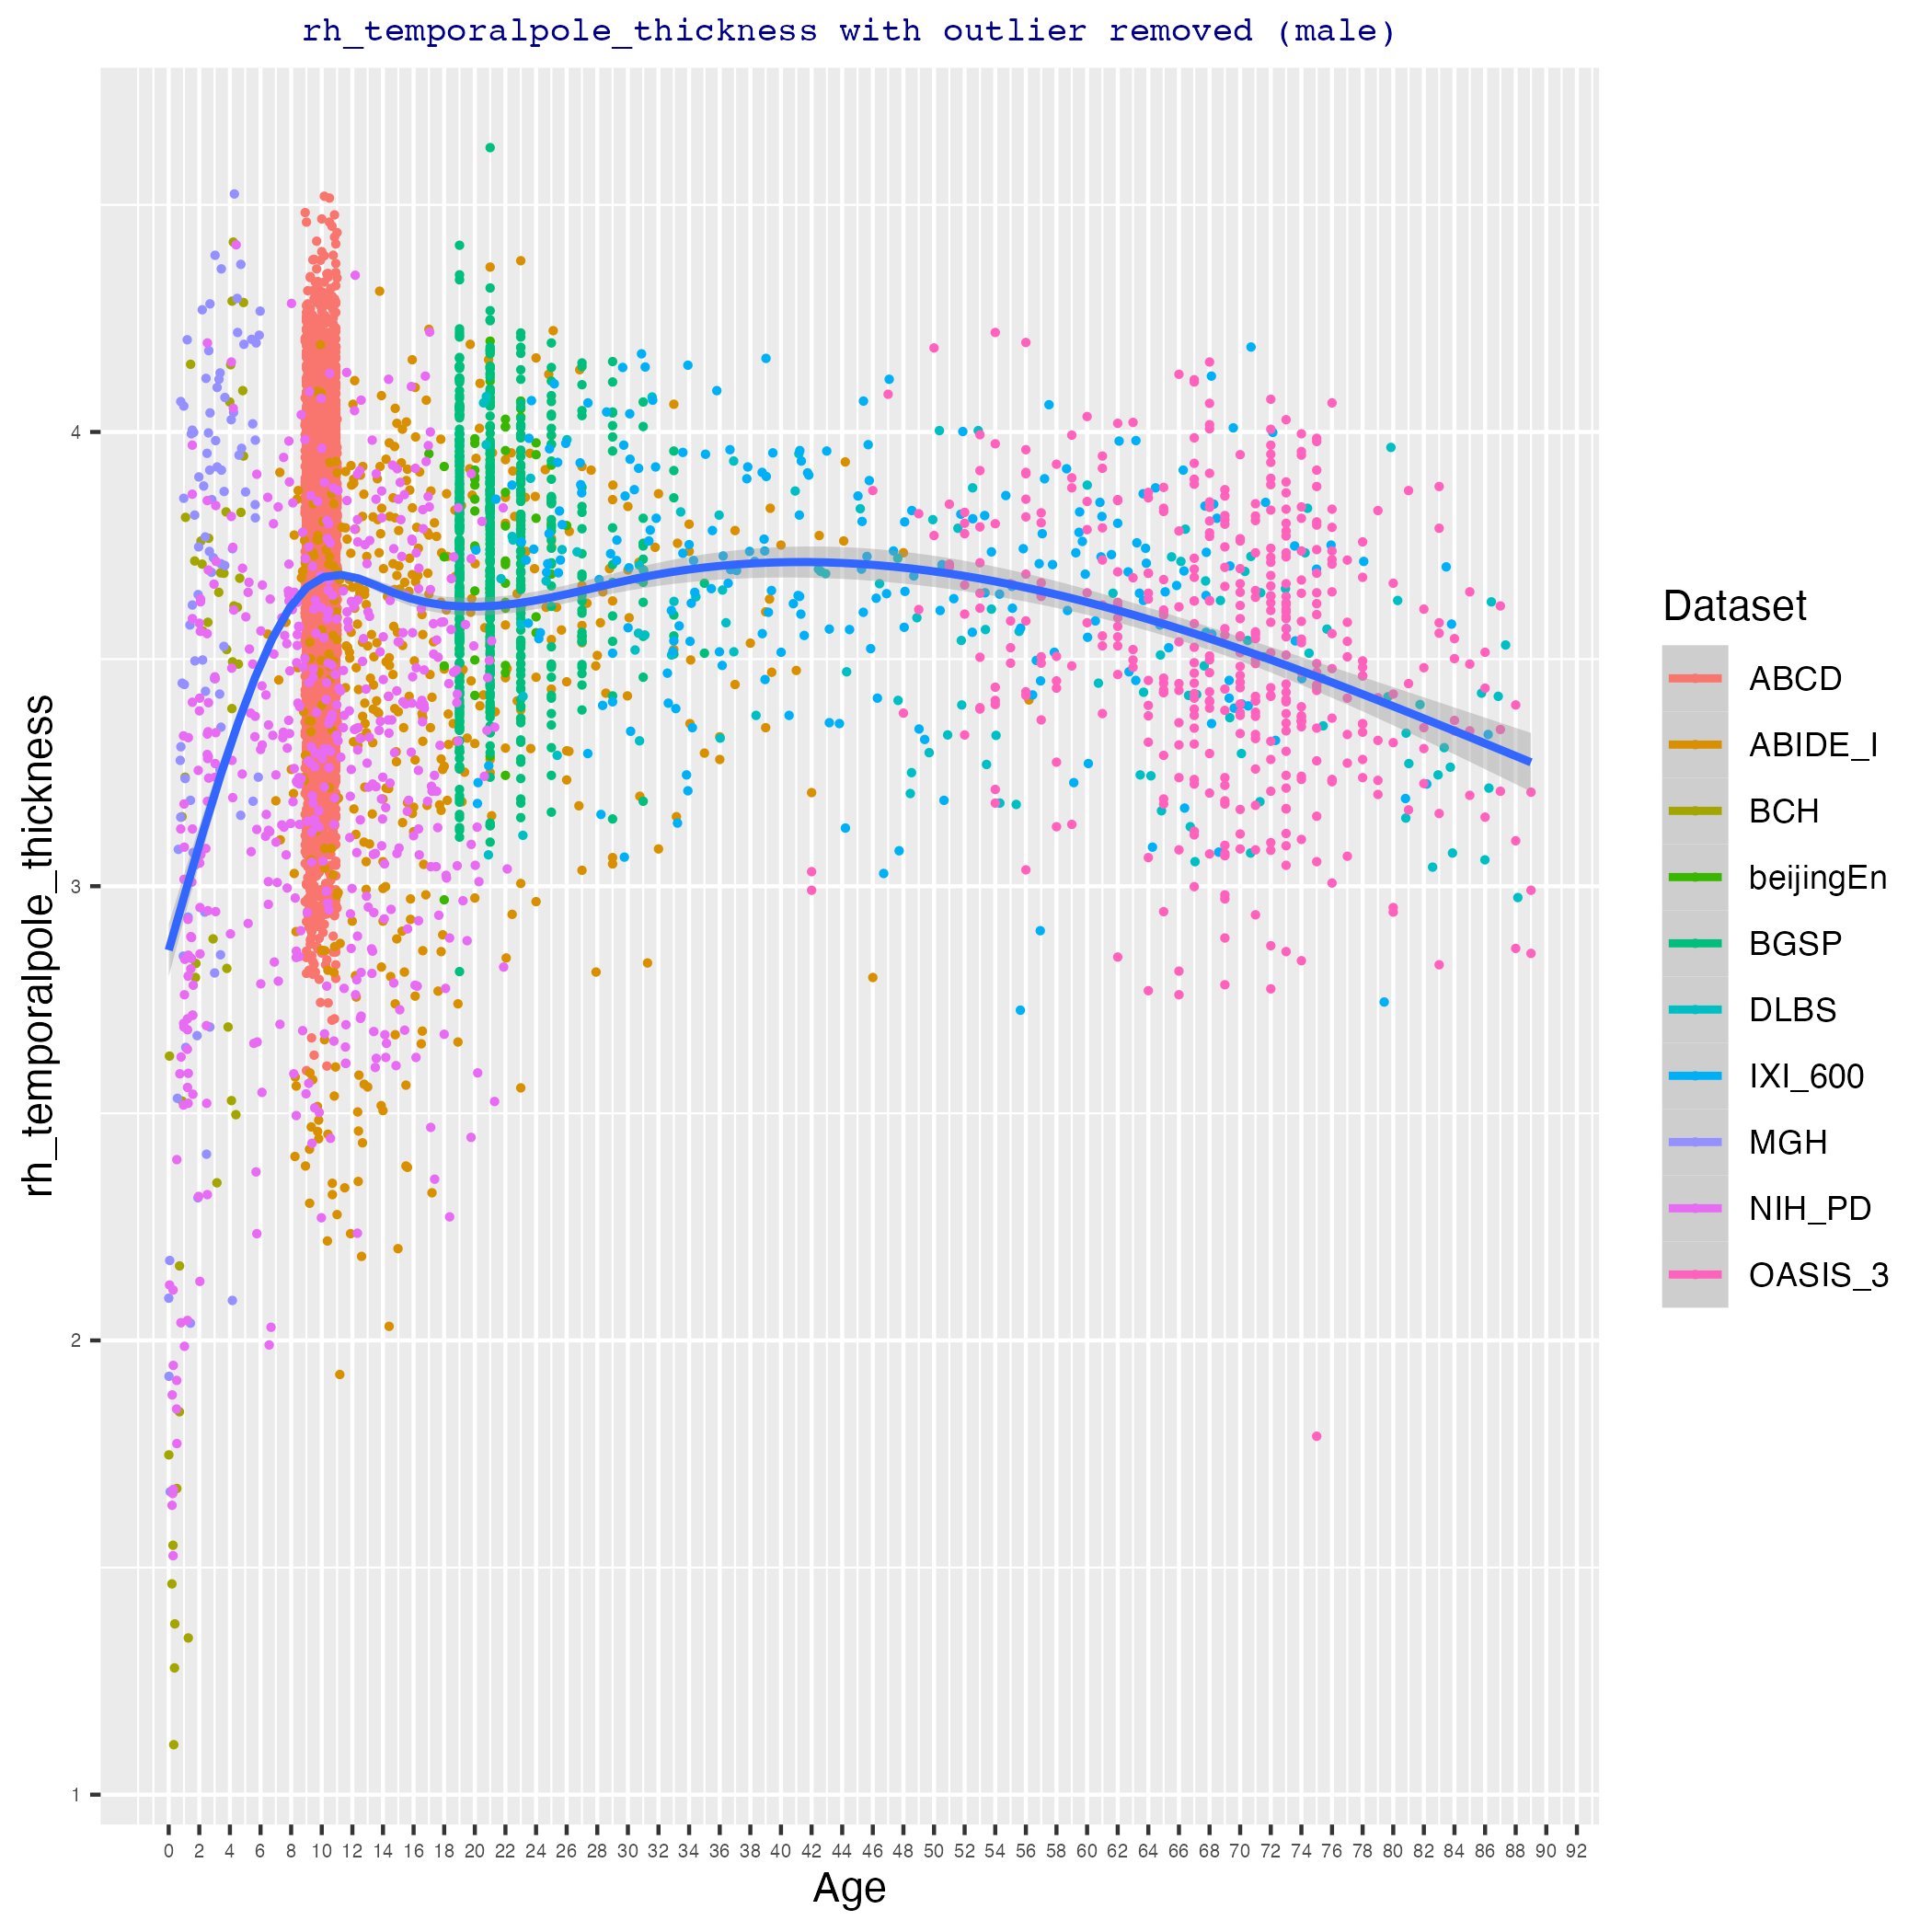 rh_temporalpole_thickness with outlier removed (male)
rh_temporalpole_thickness
4
3
2
1
0 2 4 6 8 10 12 14 16 18 20 22 24 26 28 30 32 34 36 38 40 42 44 46 48 50 52 54 56 58 60 62 64 66 68 70 72 74 76 78 80 82 84 86 88 90 92
Age
Dataset
ABCD
ABIDE_I
BCH
beijingEn
BGSP
DLBS
IXI_600
MGH
NIH_PD
OASIS_3